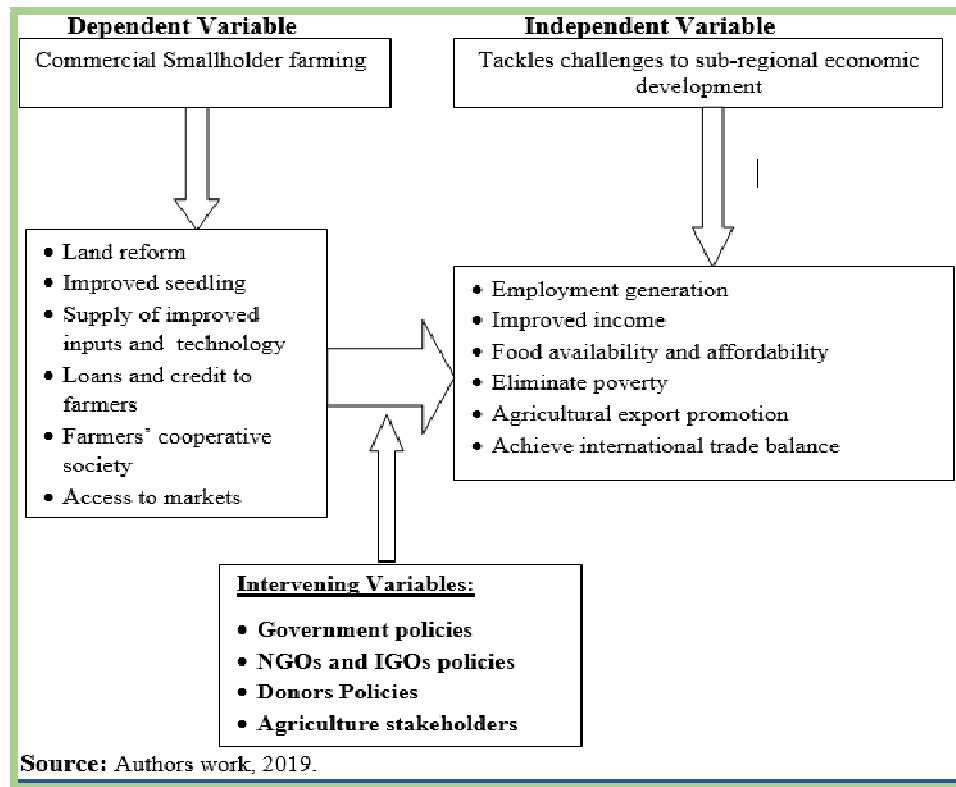 Dependent Variable
Commercial Smallholder farming
Independent Variable
Tackles challenges to sub-regional economic
development
• Land reform
• Improved seedling
• Supply of improved
inputs and technology
• Loans and credit to
farmers
• Farmers’ cooperative
society
• Access to markets
• Employment generation
• Improved income
• Food availability and affordability
• Eliminate poverty
• Agricultural export promotion
• Achieve international trade balance
Intervening Variables:
• Government policies
• NGOs and IGOs policies
• Donors Policies
• Agriculture stakeholders
Source: Authors work, 2019.